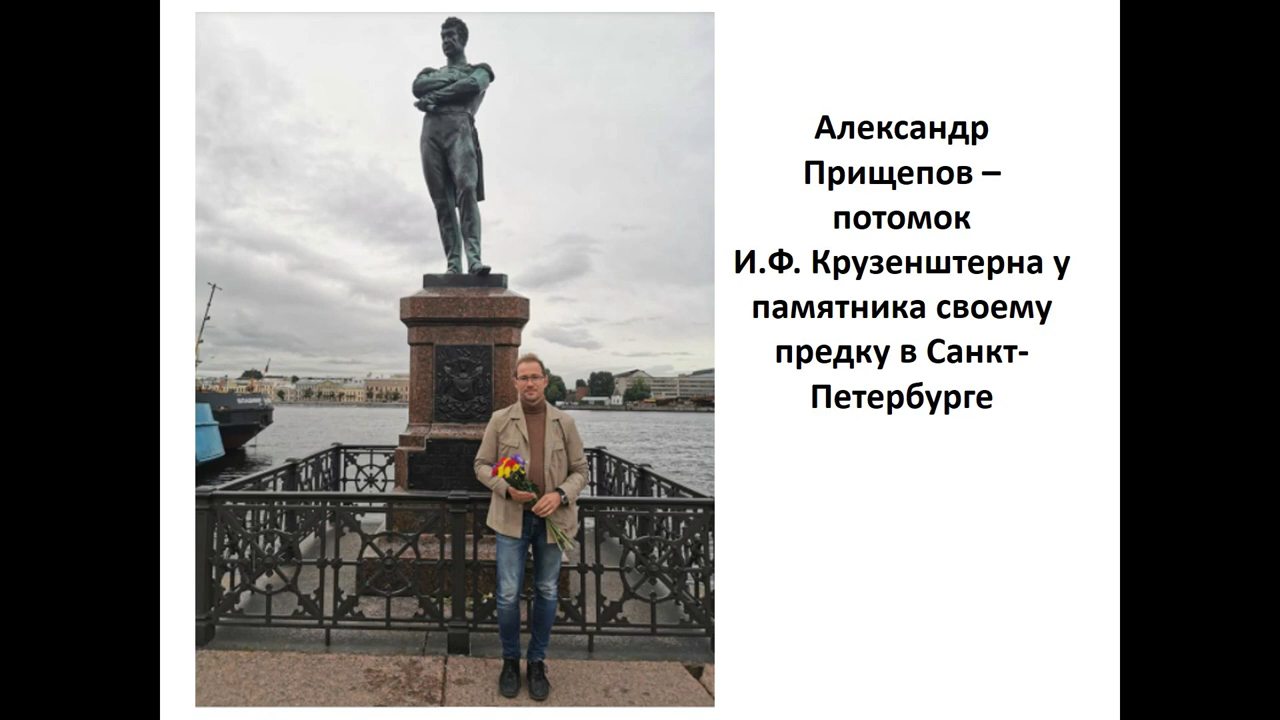 Александр
Прищепов –
потомок
И.Ф. Крузенштерна у
памятника своему
предку в Санкт-
Петербурге